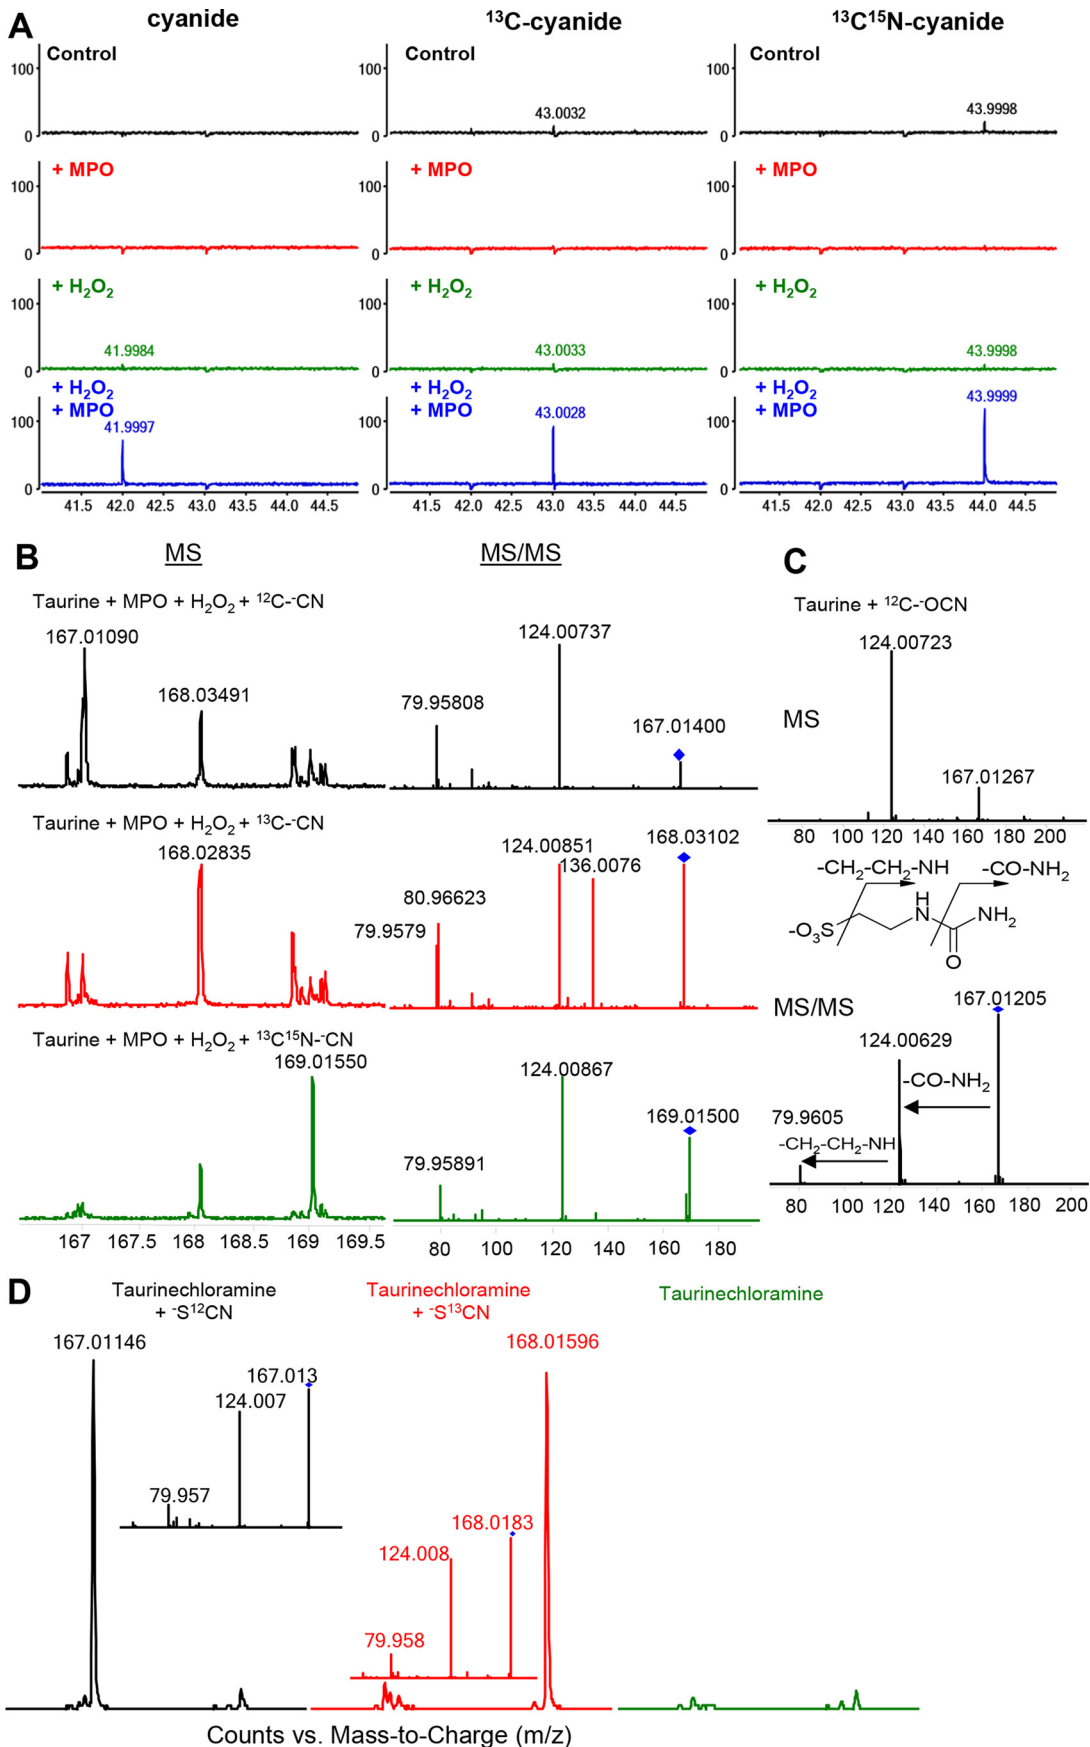 A
cyanide
¹³C-cyanide
¹³C¹⁵N-cyanide
Control
Control
Control
100
100
100
43.0032
43.9998
0
0
0
+ MPO
+ MPO
+ MPO
100
100
100
0
0
0
+ H₂O₂
+ H₂O₂
+ H₂O₂
100
100
100
41.9984
43.0033
43.9998
0
0
0
+ H₂O₂
+ MPO
+ H₂O₂
+ MPO
+ H₂O₂
+ MPO
100
100
100
41.9997
43.0028
43.9999
0
0
0
41.5 42.0 42.5 43.0 43.5 44.0 44.5
41.5 42.0 42.5 43.0 43.5 44.0 44.5
41.5 42.0 42.5 43.0 43.5 44.0 44.5
B
MS
MS/MS
Taurine + MPO + H₂O₂ + ¹²C-⁻CN
167.01090
168.03491
124.00737
79.95808
167.01400
Taurine + MPO + H₂O₂ + ¹³C-⁻CN
168.02835
124.00851
136.0076
168.03102
80.96623
79.9579
Taurine + MPO + H₂O₂ + ¹³C¹⁵N-⁻CN
169.01550
124.00867
169.01500
79.95891
167 167.5 168 168.5 169 169.5
80 100 120 140 160 180
C
Taurine + ¹²C-⁻OCN
124.00723
MS
167.01267
80 100 120 140 160 180 200
-CH₂-CH₂-NH
-CO-NH₂
H
N
-O₃S
NH₂
O
MS/MS
167.01205
124.00629
-CO-NH₂
79.9605
-CH₂-CH₂-NH
80 100 120 140 160 180 200
D
Taurinechloramine
+ ⁻S¹²CN
Taurinechloramine
+ ⁻S¹³CN
Taurinechloramine
167.01146
168.01596
167.013
124.007
79.957
168.0183
124.008
79.958
Counts vs. Mass-to-Charge (m/z)